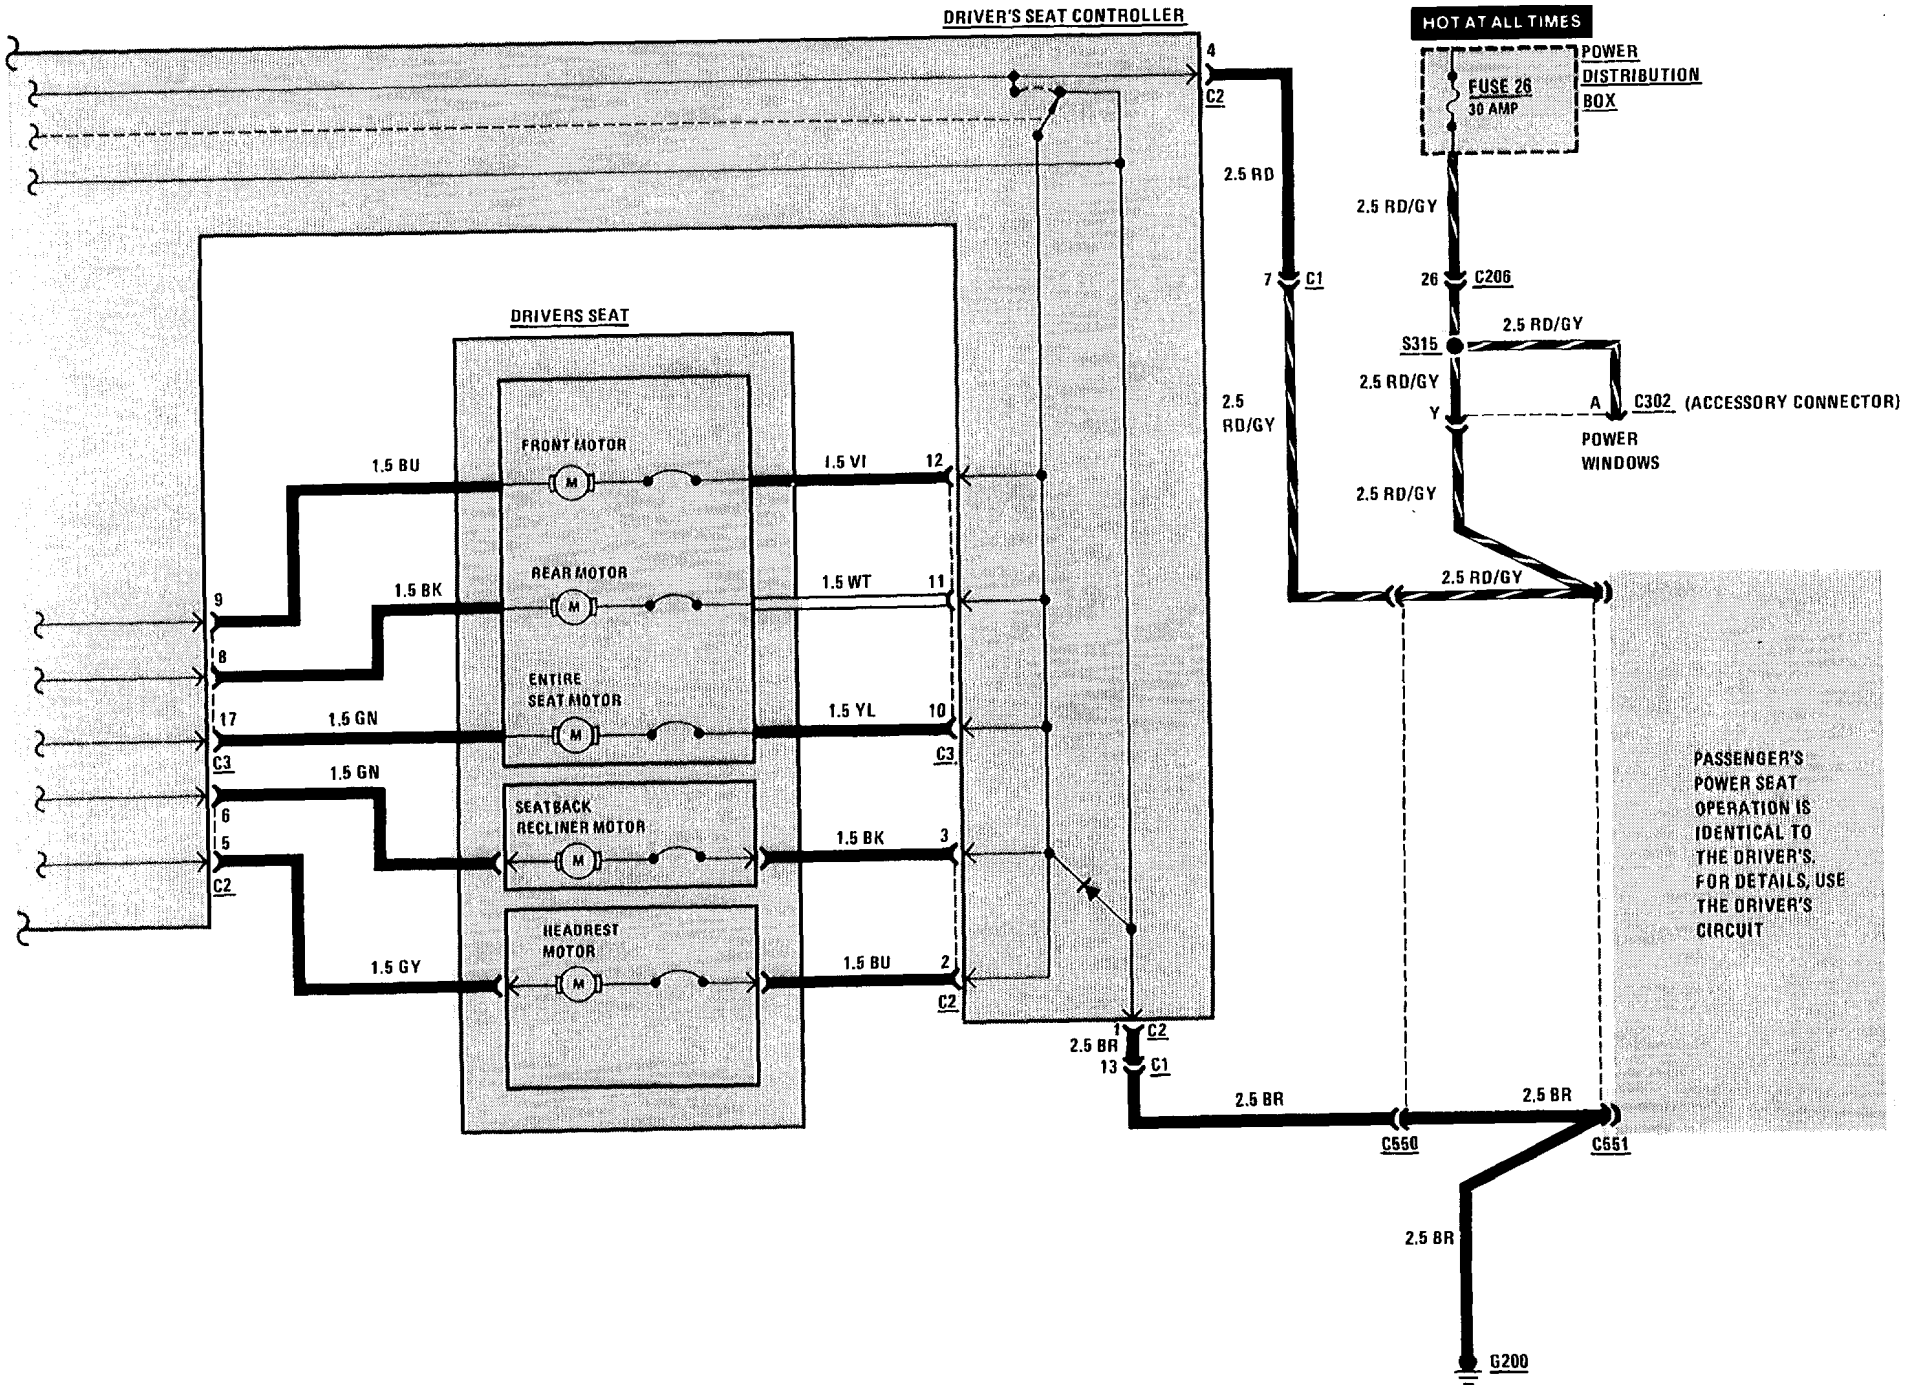 DRIVER'S SEAT CONTROLLER
HOT AT ALL TIMES
POWER
DISTRIBUTION
BOX
FUSE 26
30 AMP
4
C2
2.5 RD
2.5 RD/GY
7
C1
26
C206
2.5 RD/GY
S315
2.5 RD/GY
Y
A
C302 (ACCESSORY CONNECTOR)
POWER
WINDOWS
2.5
RD/GY
2.5 RD/GY
2.5 RD/GY
DRIVERS SEAT
FRONT MOTOR
M
1.5 BU
1.5 VI
12
REAR MOTOR
M
1.5 BK
1.5 WT
11
9
8
ENTIRE
SEAT MOTOR
M
17
1.5 GN
1.5 YL
10
C3
C3
1.5 GN
6
SEATBACK
RECLINER MOTOR
M
1.5 BK
3
5
C2
HEADREST
MOTOR
M
1.5 GY
1.5 BU
2
C2
1
C2
2.5 BR
13
C1
2.5 BR
2.5 BR
C550
C551
PASSENGER'S
POWER SEAT
OPERATION IS
IDENTICAL TO
THE DRIVER'S.
FOR DETAILS, USE
THE DRIVER'S
CIRCUIT
2.5 BR
G200